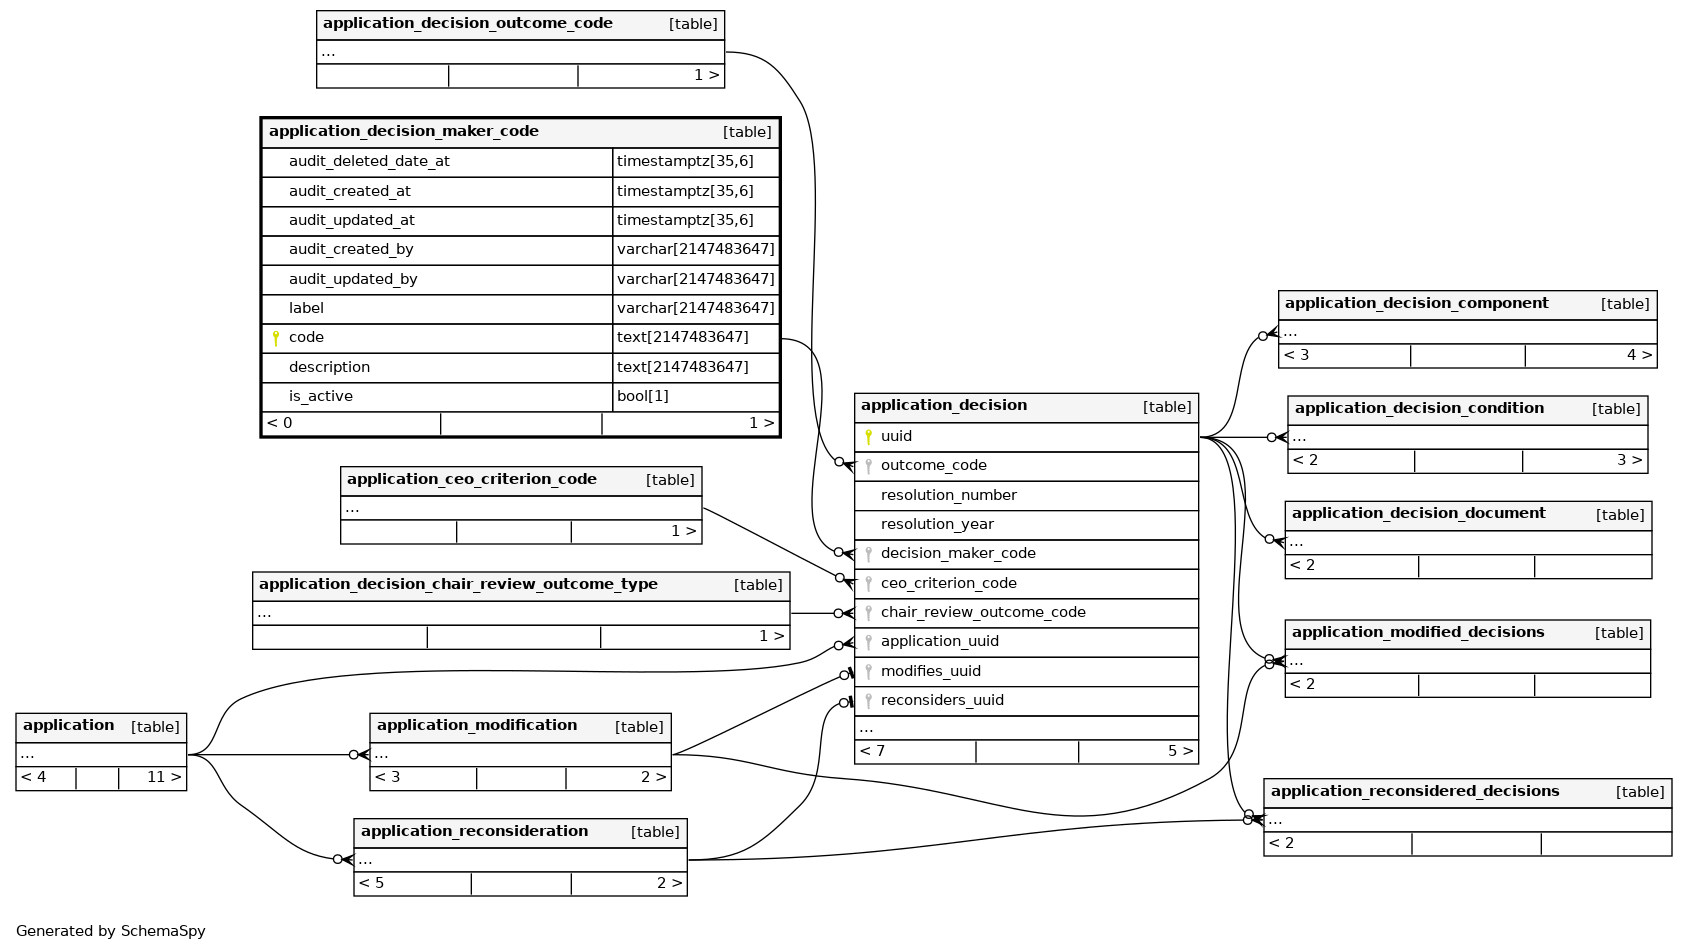 application_decision_outcome_code [table]
...
1 >
application_decision_maker_code [table]
audit_deleted_date_at timestamptz[35,6]
audit_created_at timestamptz[35,6]
audit_updated_at timestamptz[35,6]
audit_created_by varchar[2147483647]
audit_updated_by varchar[2147483647]
label varchar[2147483647]
code text[2147483647]
description text[2147483647]
is_active bool[1]
< 0 1 >
application_ceo_criterion_code [table]
...
1 >
application_decision_chair_review_outcome_type [table]
...
1 >
application [table]
...
< 4 11 >
application_modification [table]
...
< 3 2 >
application_reconsideration [table]
...
< 5 2 >
application_decision [table]
uuid
outcome_code
resolution_number
resolution_year
decision_maker_code
ceo_criterion_code
chair_review_outcome_code
application_uuid
modifies_uuid
reconsiders_uuid
...
< 7 5 >
application_decision_component [table]
...
< 3 4 >
application_decision_condition [table]
...
< 2 3 >
application_decision_document [table]
...
< 2
application_modified_decisions [table]
...
< 2
application_reconsidered_decisions [table]
...
< 2
Generated by SchemaSpy